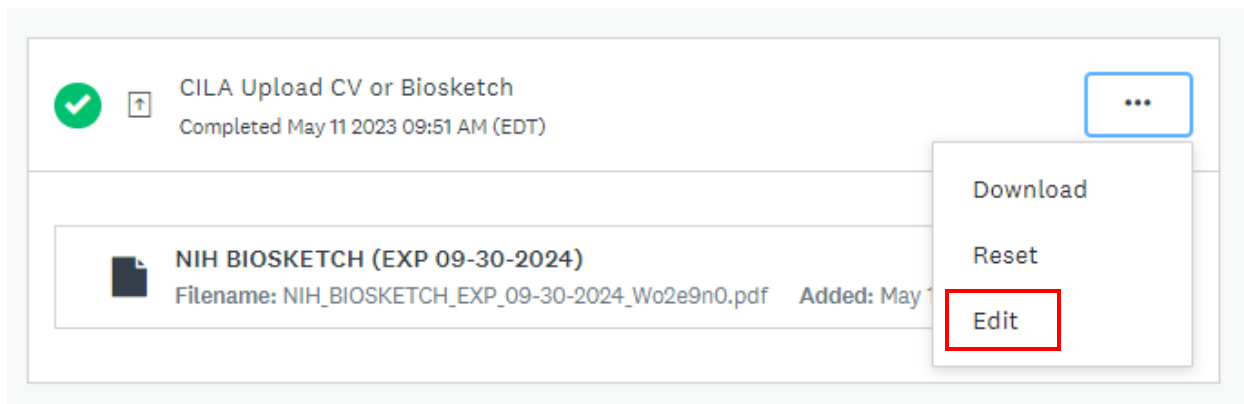 CILA Upload CV or Biosketch
Completed May 11 2023 09:51 AM (EDT)
Download
Reset
Edit
NIH BIOSKETCH (EXP 09-30-2024)
Filename: NIH_BIOSKETCH_EXP_09-30-2024_Wo2e9n0.pdf Added: May